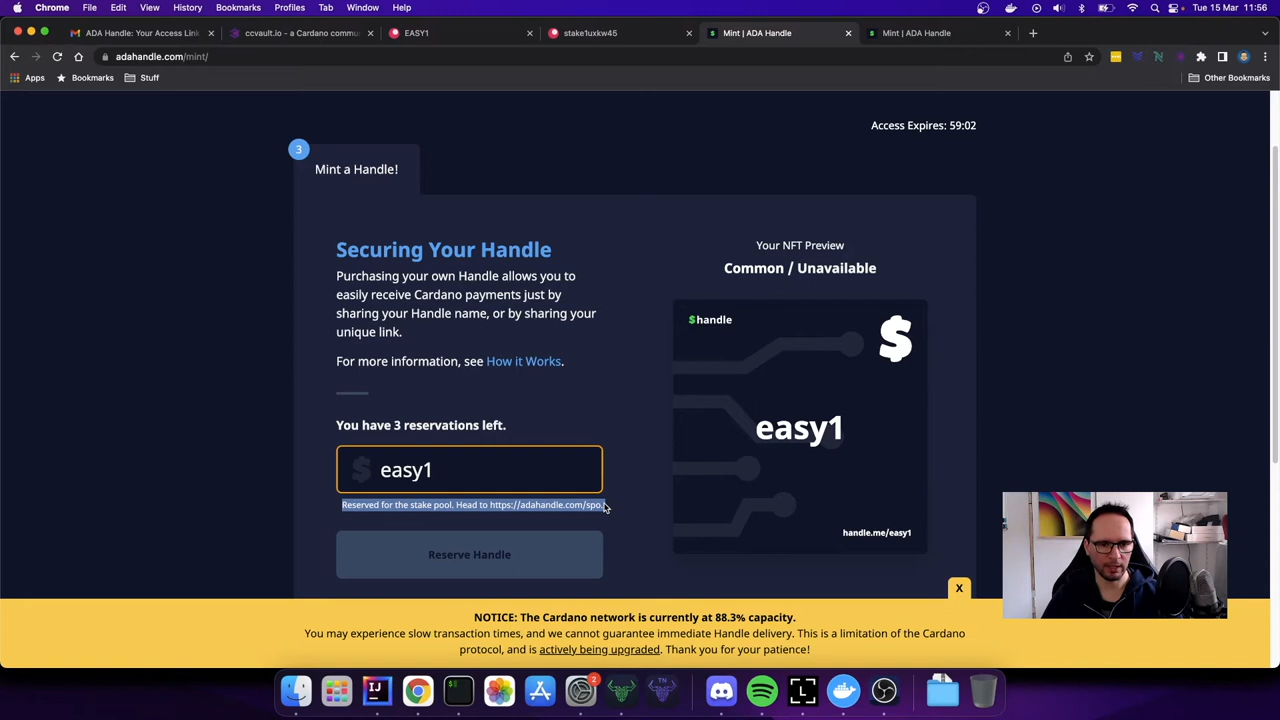 Chrome File Edit View History Bookmarks Profiles Tab Window Help
Tue 15 Mar 11:56
ADA Handle: Your Access Link
ccvault.io - a Cardano commu
EASY1
stake1uxkw45
Mint | ADA Handle
Mint | ADA Handle
adahandle.com/mint/
Apps Bookmarks Stuff Other Bookmarks
Access Expires: 59:02
3
Mint a Handle!
Securing Your Handle
Purchasing your own Handle allows you to
easily receive Cardano payments just by
sharing your Handle name, or by sharing your
unique link.
For more information, see How it Works.
You have 3 reservations left.
$ easy1
Reserved for the stake pool. Head to https://adahandle.com/spo.
Reserve Handle
Your NFT Preview
Common / Unavailable
$handle
$
easy1
handle.me/easy1
X
NOTICE: The Cardano network is currently at 88.3% capacity.
You may experience slow transaction times, and we cannot guarantee immediate Handle delivery. This is a limitation of the Cardano
protocol, and is actively being upgraded. Thank you for your patience!
2
TN